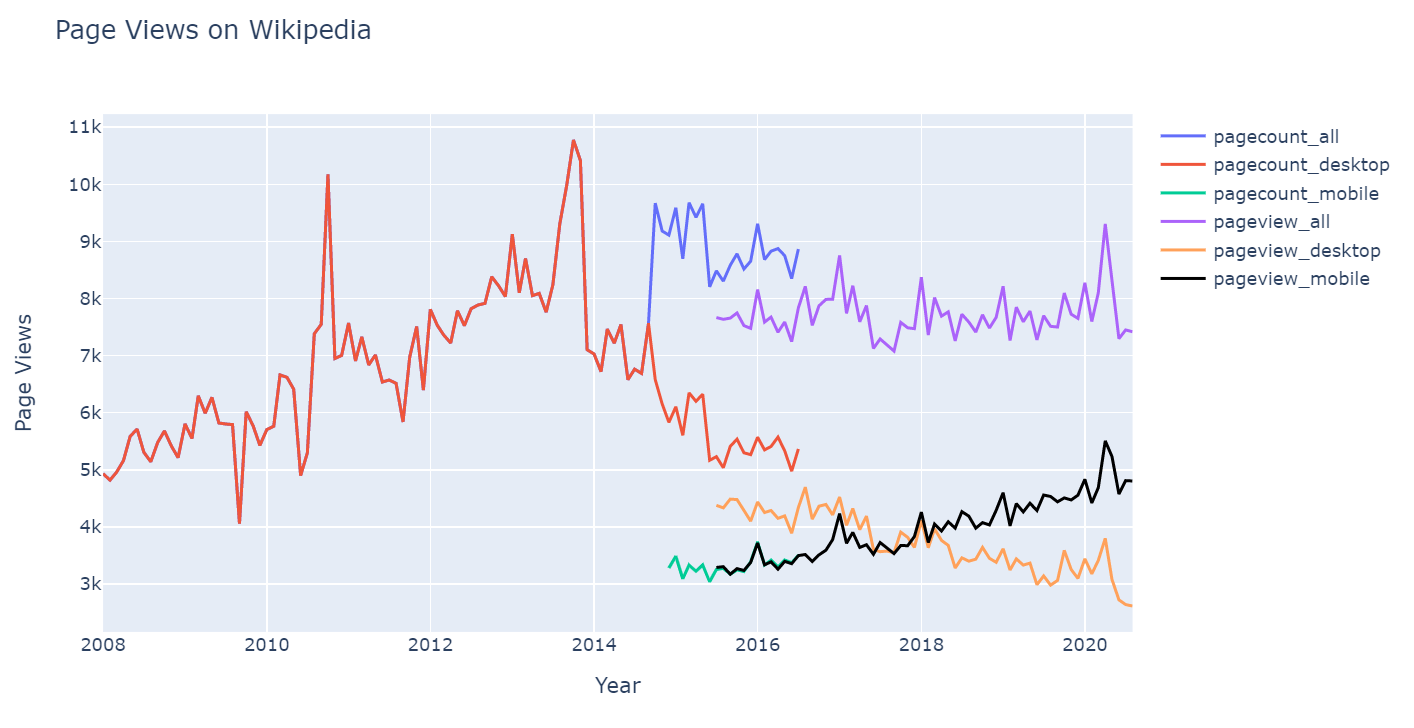 Page Views on Wikipedia
11k
10k
9k
8k
7k
6k
5k
4k
3k
Page Views
2008
2010
2012
2014
2016
2018
2020
Year
pagecount_all
pagecount_desktop
pagecount_mobile
pageview_all
pageview_desktop
pageview_mobile